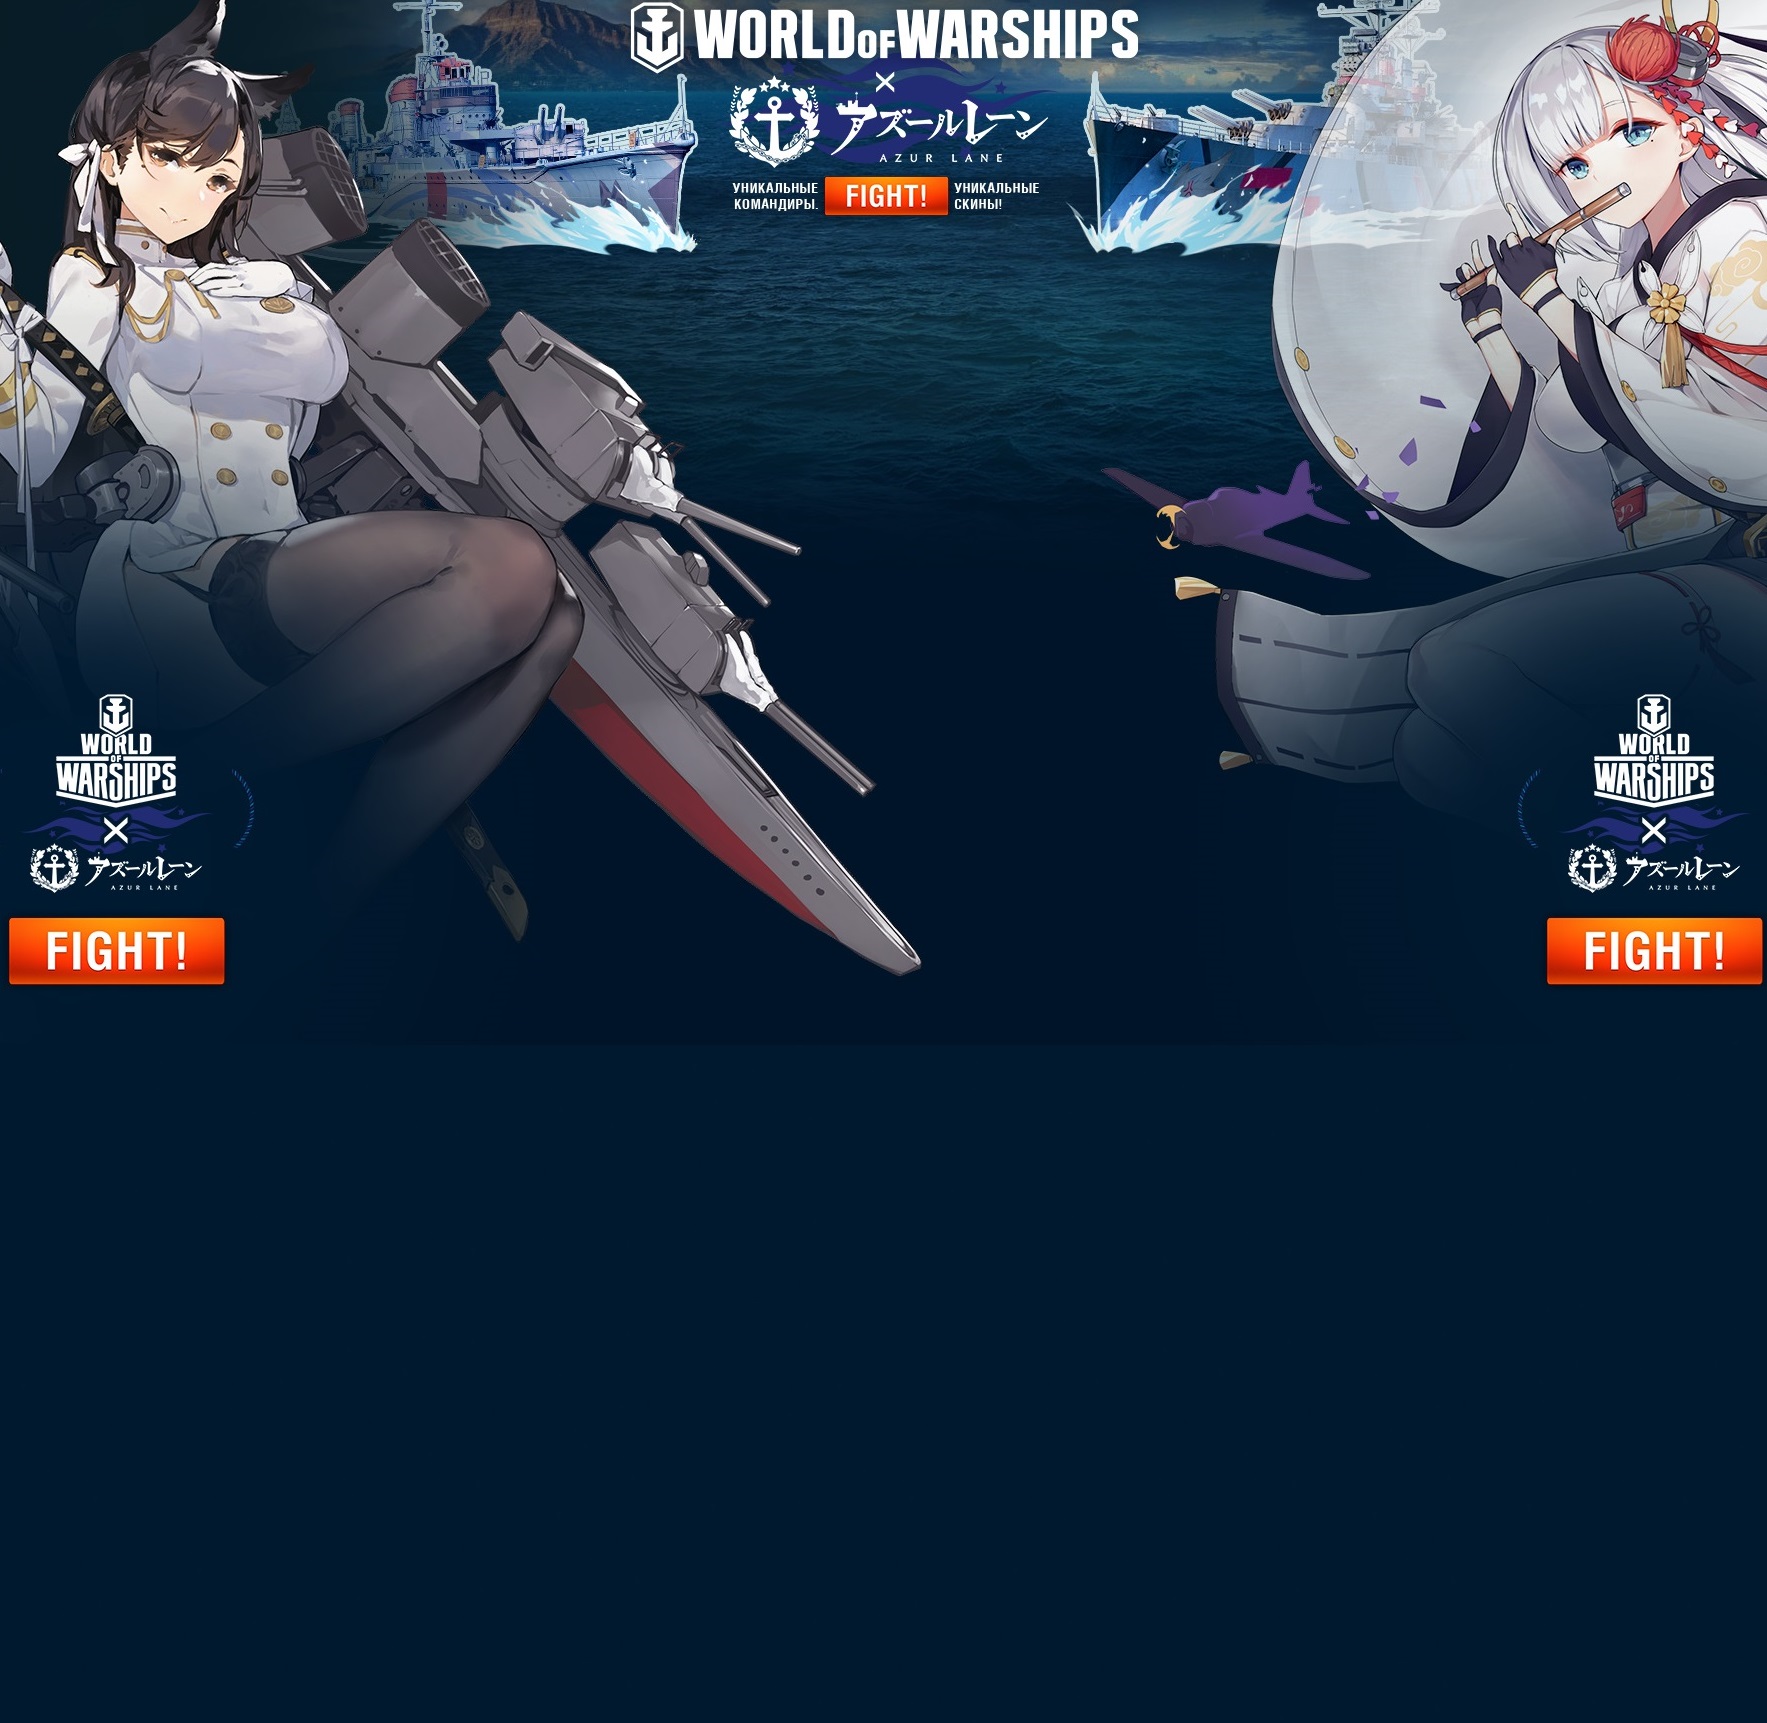 WORLD OF WARSHIPS
×
アズールレーン
AZUR LANE
УНИКАЛЬНЫЕ
КОМАНДИРЫ.
FIGHT!
УНИКАЛЬНЫЕ
СКИНЫ!
WORLD
OF
WARSHIPS
×
アズールレーン
AZUR LANE
FIGHT!
WORLD
OF
WARSHIPS
×
アズールレーン
AZUR LANE
FIGHT!